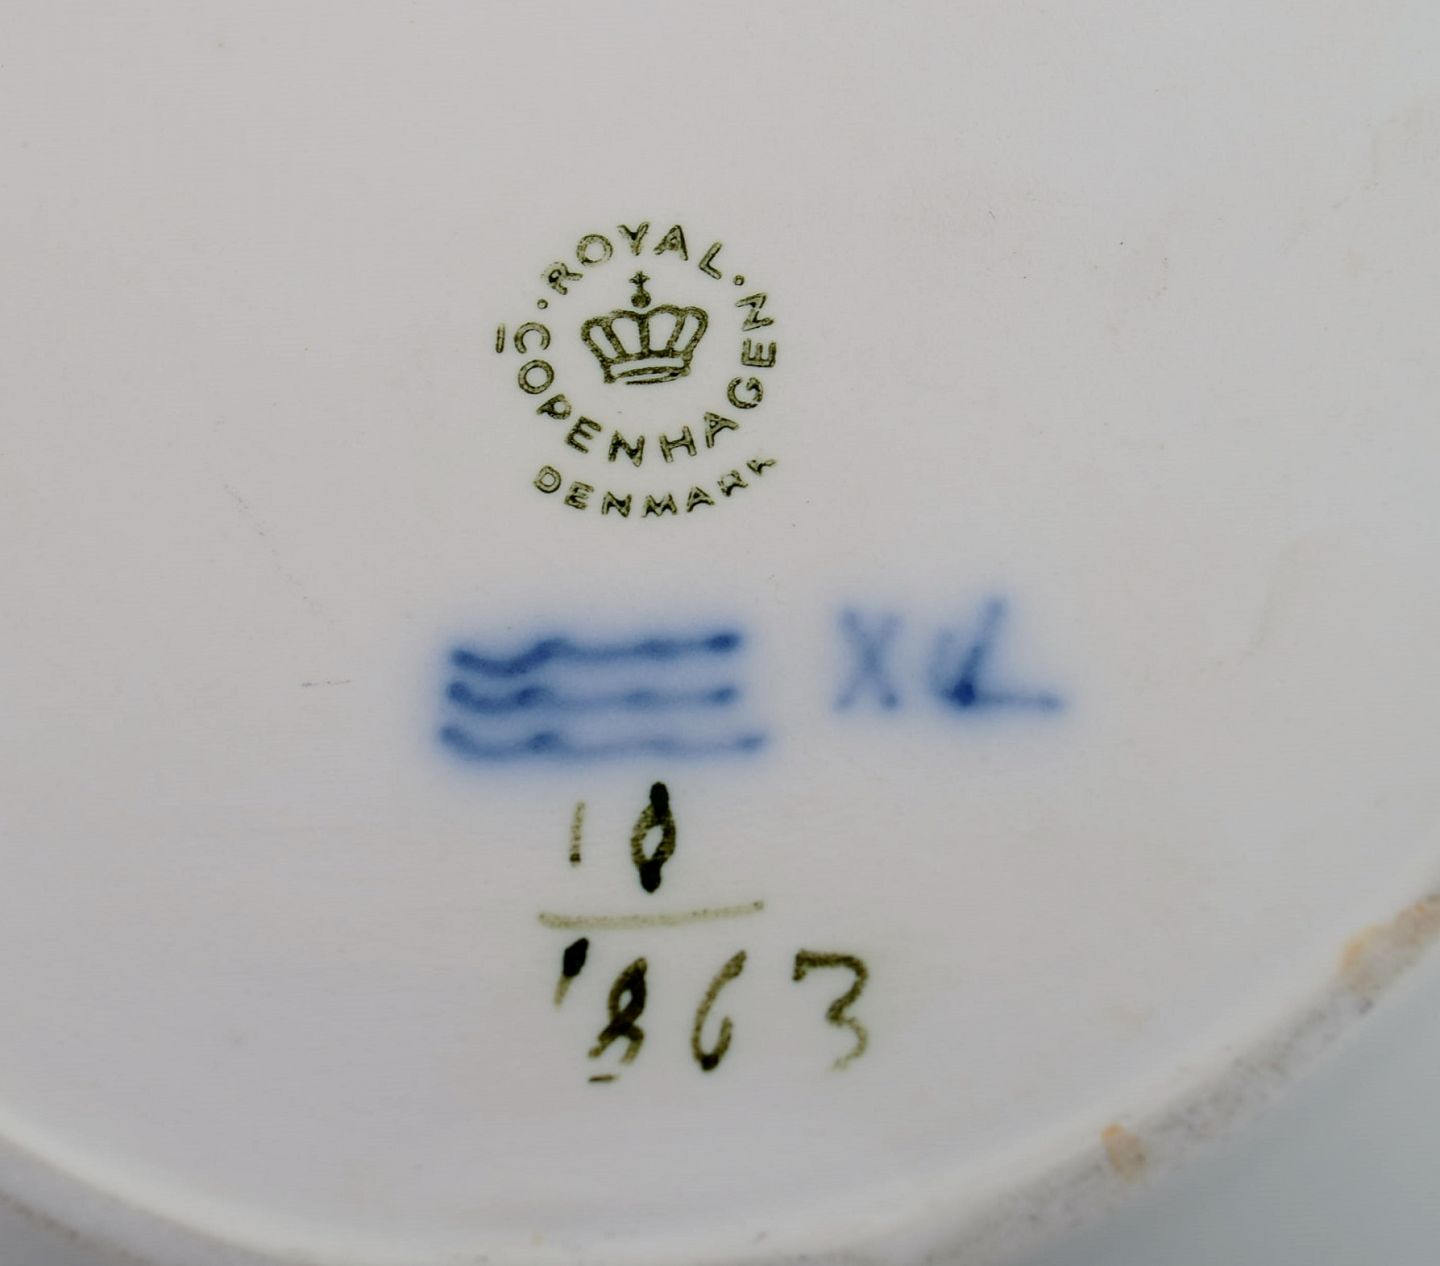 · ROYAL ·
COPENHAGEN
DENMARK
10
1863